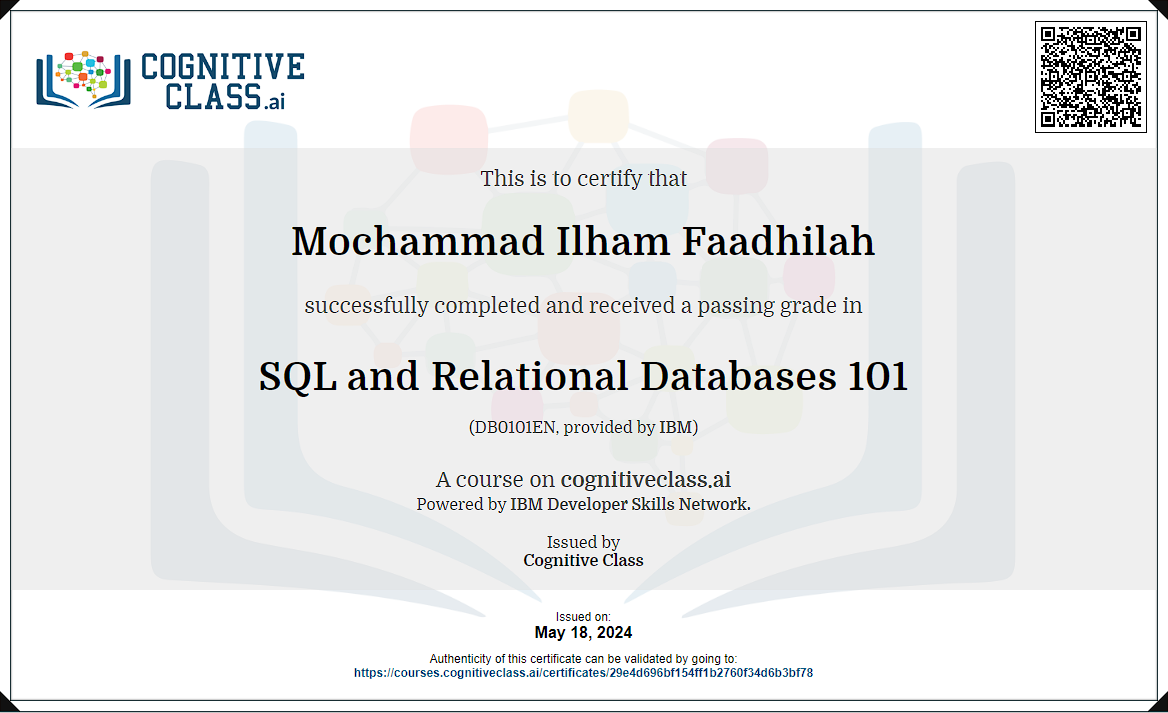 COGNITIVE
CLASS.ai
This is to certify that
Mochammad Ilham Faadhilah
successfully completed and received a passing grade in
SQL and Relational Databases 101
(DB0101EN, provided by IBM)
A course on cognitiveclass.ai
Powered by IBM Developer Skills Network.
Issued by
Cognitive Class
Issued on:
May 18, 2024
Authenticity of this certificate can be validated by going to:
https://courses.cognitiveclass.ai/certificates/29e4d696bf154ff1b2760f34d6b3bf78